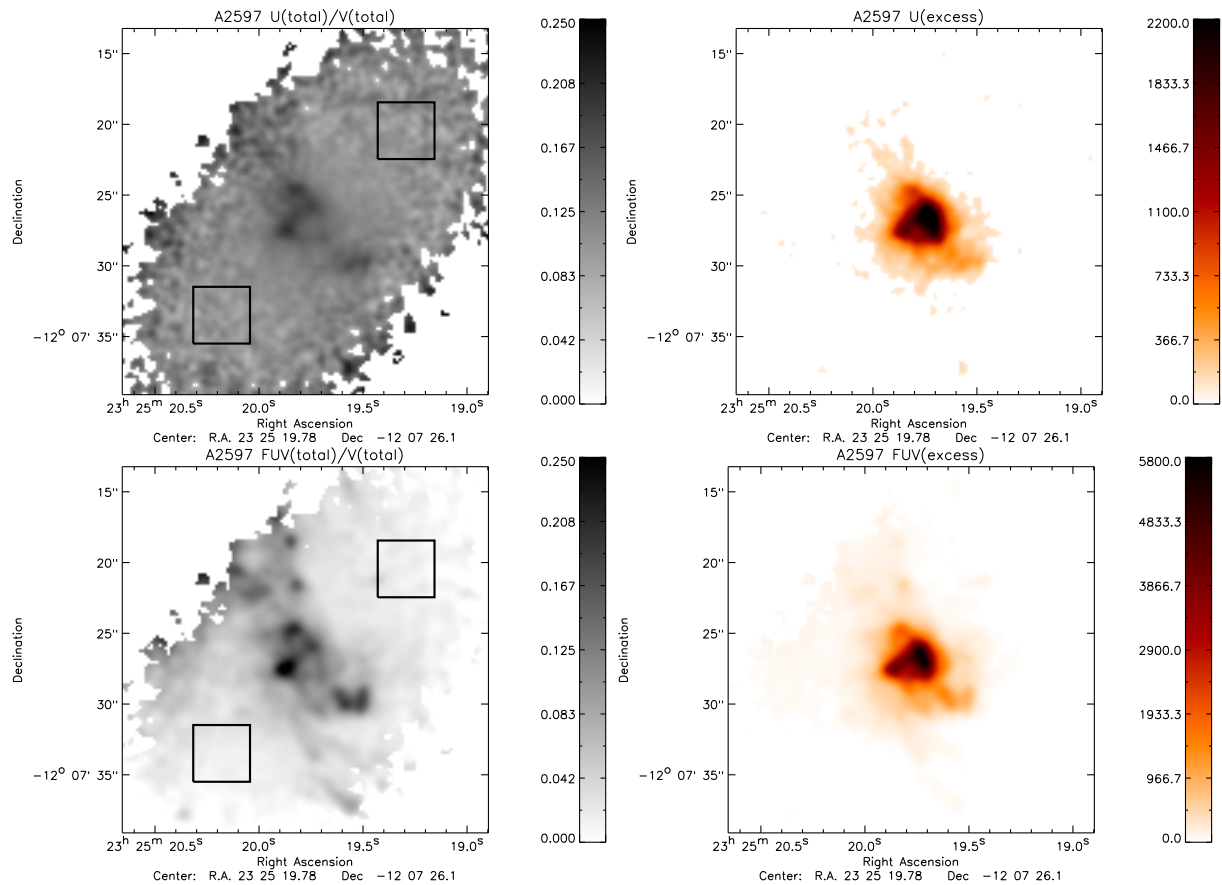 A2597 U(total)/V(total)
15''
20''
25''
30''
−12° 07' 35''
Declination
23h 25m 20.5s
20.0s
19.5s
19.0s
Right Ascension
Center: R.A. 23 25 19.78 Dec −12 07 26.1
0.250
0.208
0.167
0.125
0.083
0.042
0.000
A2597 U(excess)
15''
20''
25''
30''
−12° 07' 35''
Declination
23h 25m 20.5s
20.0s
19.5s
19.0s
Right Ascension
Center: R.A. 23 25 19.78 Dec −12 07 26.1
2200.0
1833.3
1466.7
1100.0
733.3
366.7
0.0
A2597 FUV(total)/V(total)
15''
20''
25''
30''
−12° 07' 35''
Declination
23h 25m 20.5s
20.0s
19.5s
19.0s
Right Ascension
Center: R.A. 23 25 19.78 Dec −12 07 26.1
0.250
0.208
0.167
0.125
0.083
0.042
0.000
A2597 FUV(excess)
15''
20''
25''
30''
−12° 07' 35''
Declination
23h 25m 20.5s
20.0s
19.5s
19.0s
Right Ascension
Center: R.A. 23 25 19.78 Dec −12 07 26.1
5800.0
4833.3
3866.7
2900.0
1933.3
966.7
0.0